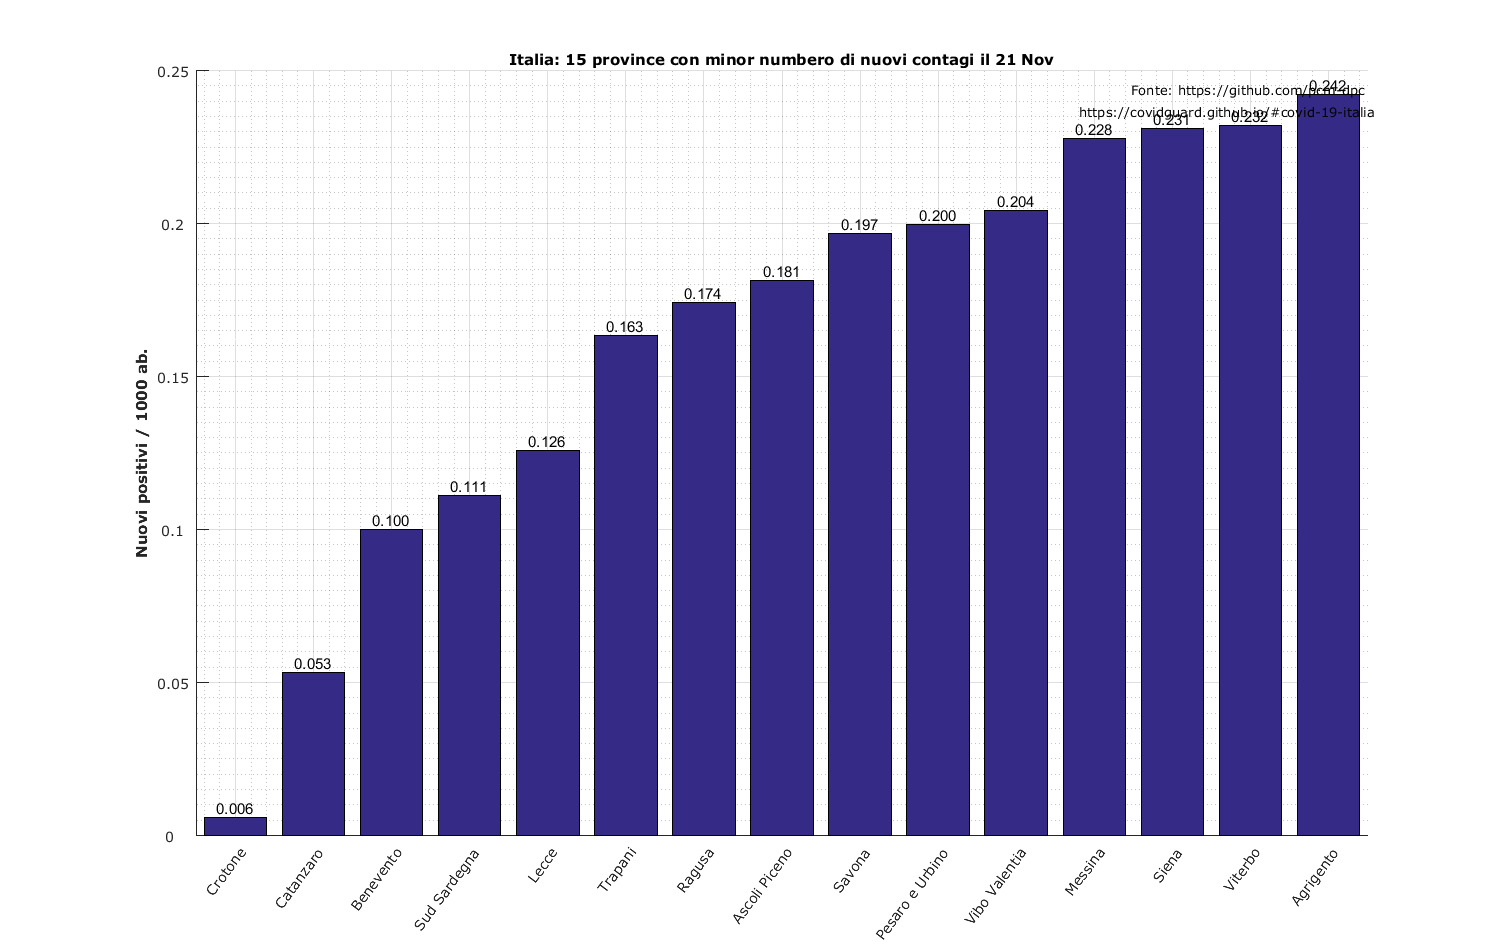 Italia: 15 province con minor numbero di nuovi contagi il 21 Nov
Fonte: https://github.com/pcm-dpc
https://covidguard.github.io/#covid-19-italia
Nuovi positivi / 1000 ab.
0.25
0.2
0.15
0.1
0.05
0
0.006
0.053
0.100
0.111
0.126
0.163
0.174
0.181
0.197
0.200
0.204
0.228
0.231
0.232
0.242
Crotone
Catanzaro
Benevento
Sud Sardegna
Lecce
Trapani
Ragusa
Ascoli Piceno
Savona
Pesaro e Urbino
Vibo Valentia
Messina
Siena
Viterbo
Agrigento